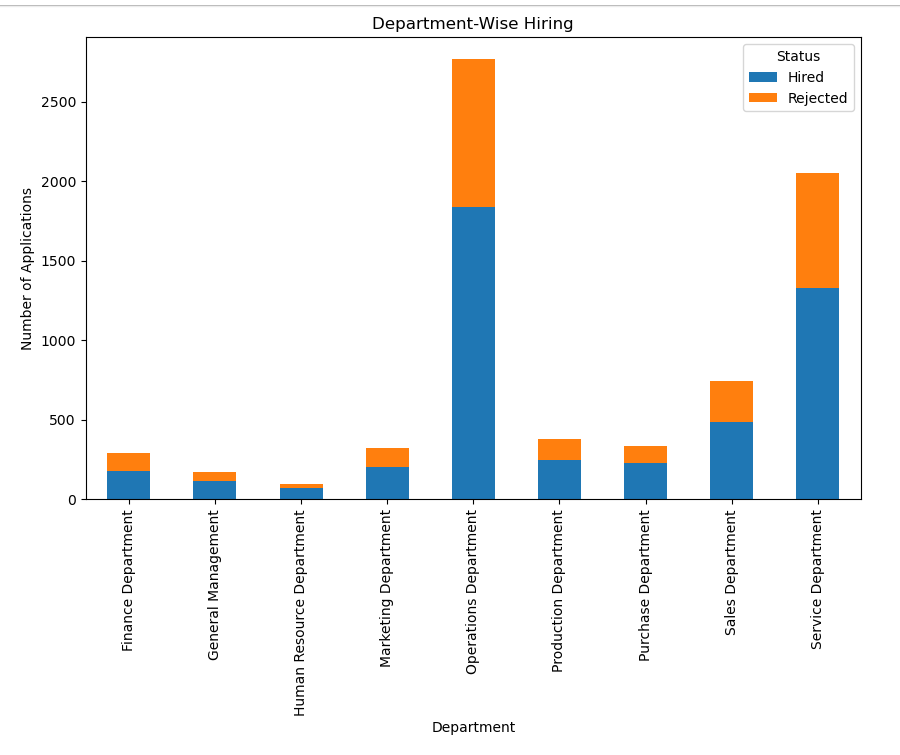 Department-Wise Hiring
Status
Hired
Rejected
Number of Applications
2500
2000
1500
1000
500
0
Finance Department
General Management
Human Resource Department
Marketing Department
Operations Department
Production Department
Purchase Department
Sales Department
Service Department
Department